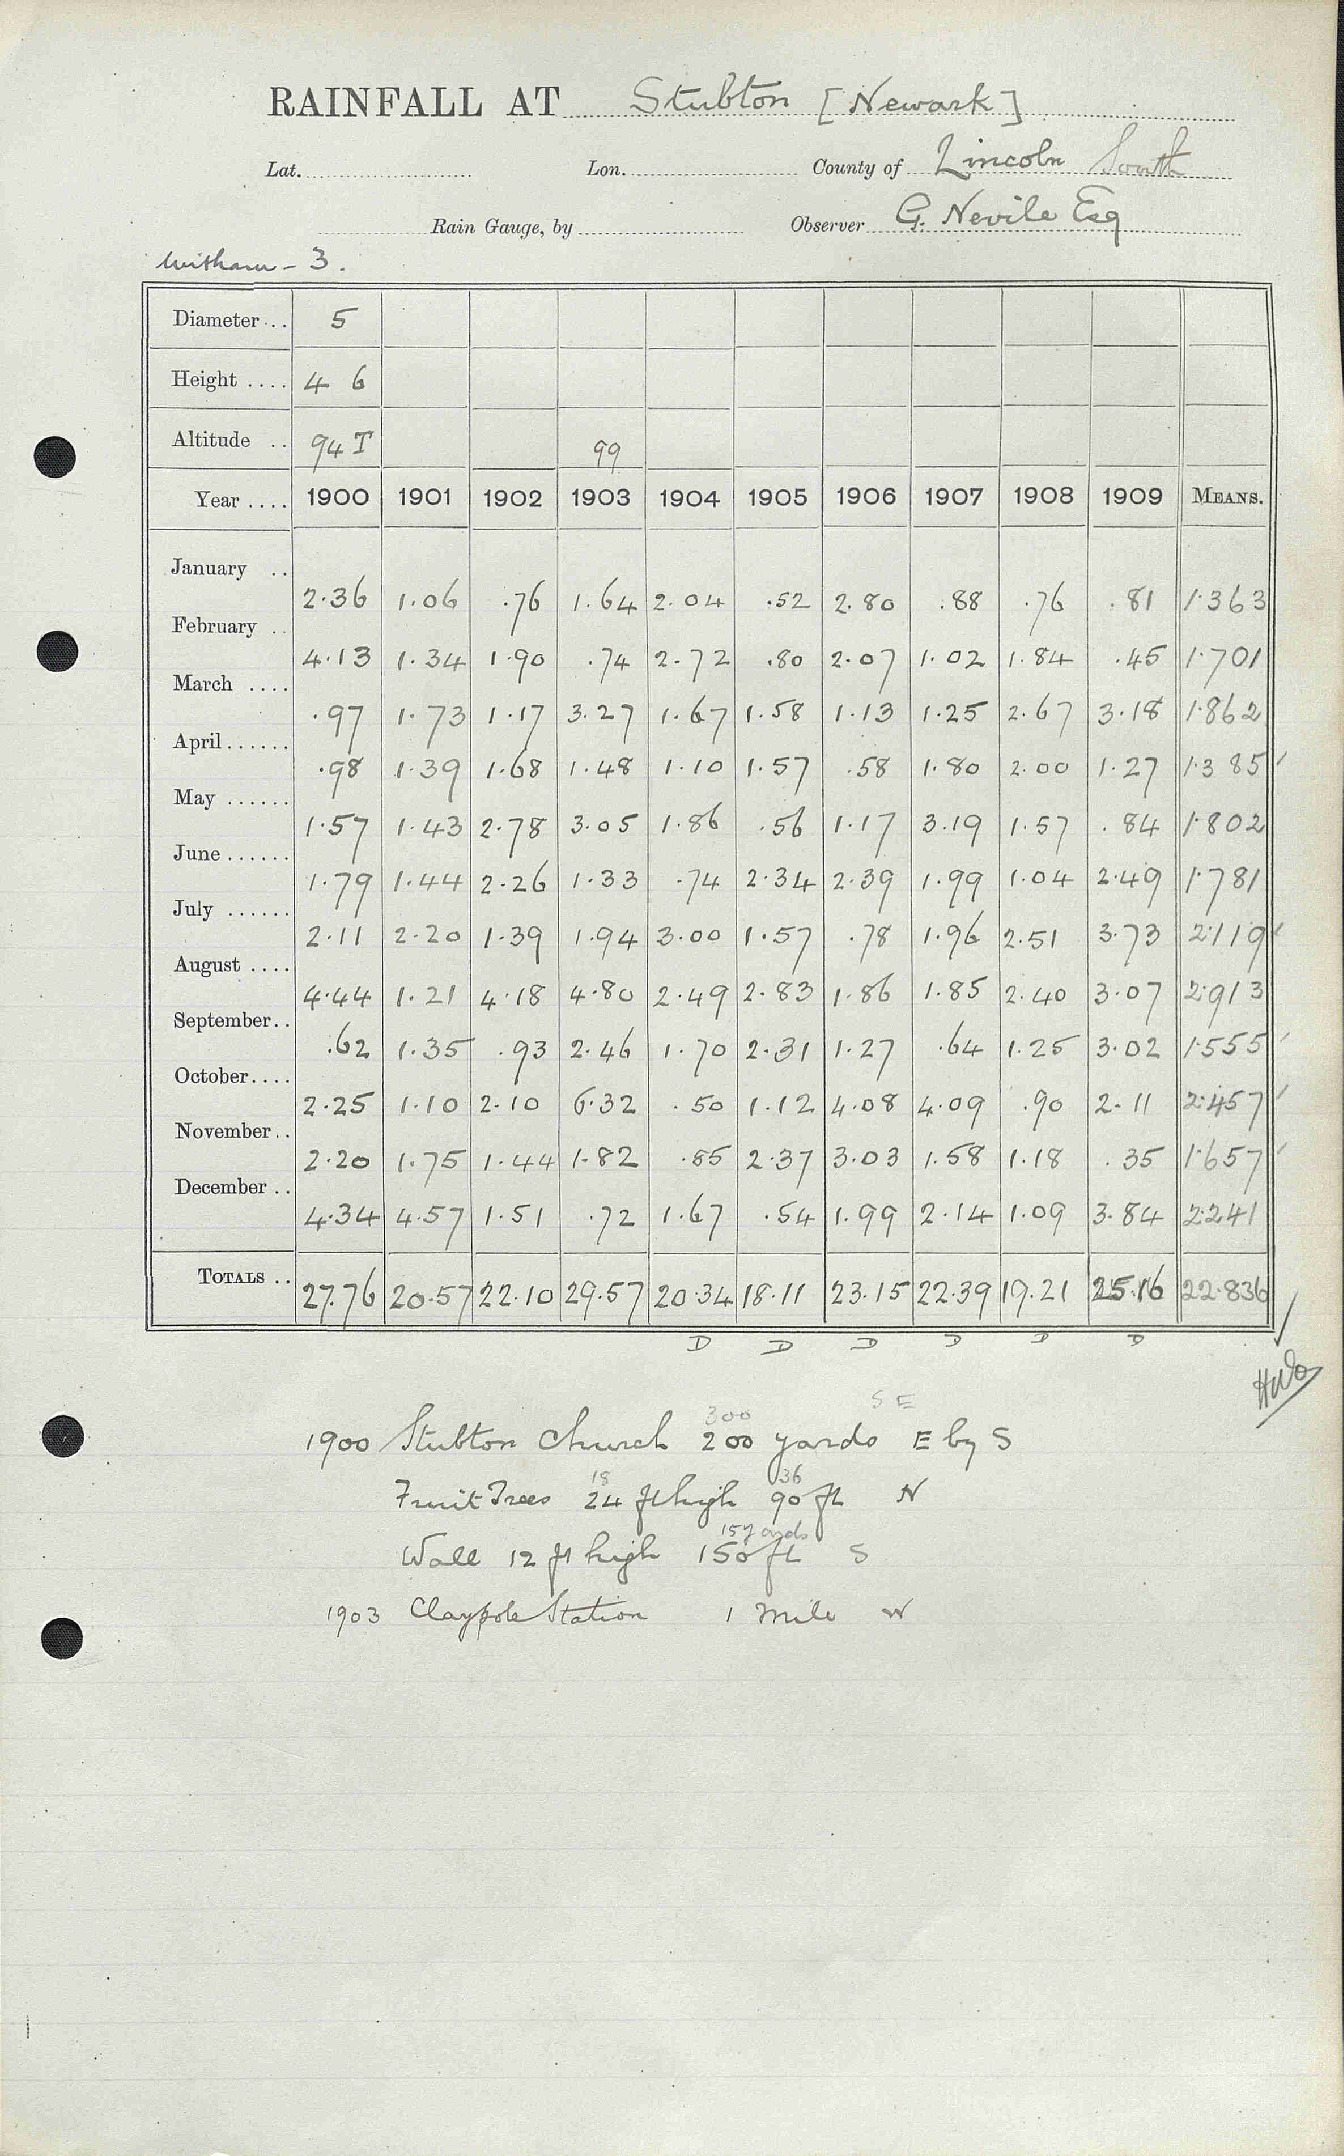 RAINFALL AT Stubton [Newark]
Lat. Lon. County of Lincoln South
Rain Gauge, by Observer G. Nevile Esq
Witham - 3.
Diameter .. 5
Height .... 4 6
Altitude .. 94 T 99
Year .... 1900 1901 1902 1903 1904 1905 1906 1907 1908 1909 MEANS.
January .. 2.36 1.06 .76 1.64 2.04 .52 2.80 .88 .76 .81 1.363
February .. 4.13 1.34 1.90 .74 2.72 .80 2.07 1.02 1.84 .45 1.701
March .... .97 1.73 1.17 3.27 1.67 1.58 1.13 1.25 2.67 3.18 1.862
April ...... .98 1.39 1.68 1.48 1.10 1.57 .58 1.80 2.00 1.27 1.385
May ...... 1.57 1.43 2.78 3.05 1.86 .56 1.17 3.19 1.57 .84 1.802
June ...... 1.79 1.44 2.26 1.33 .74 2.34 2.39 1.99 1.04 2.49 1.781
July ...... 2.11 2.20 1.39 1.94 3.00 1.57 .78 1.96 2.51 3.73 2.119
August .... 4.44 1.21 4.18 4.80 2.49 2.83 1.86 1.85 2.40 3.07 2.913
September .. .62 1.35 .93 2.46 1.70 2.31 1.27 .64 1.25 3.02 1.555
October .... 2.25 1.10 2.10 6.32 .50 1.12 4.08 4.09 .90 2.11 2.457
November .. 2.20 1.75 1.44 1.82 .85 2.37 3.03 1.58 1.18 .35 1.657
December .. 4.34 4.57 1.51 .72 1.67 .54 1.99 2.14 1.09 3.84 2.241
TOTALS .. 27.76 20.57 22.10 29.57 20.34 18.11 23.15 22.39 19.21 25.16 22.836
D D D D D D
300 S E
1900 Stubton Church 200 yards E by S
18 36
Fruit Trees 24 ft high 90 ft N
15 yards
Wall 12 ft high 150 ft S
1903 Claypole Station 1 Mile W